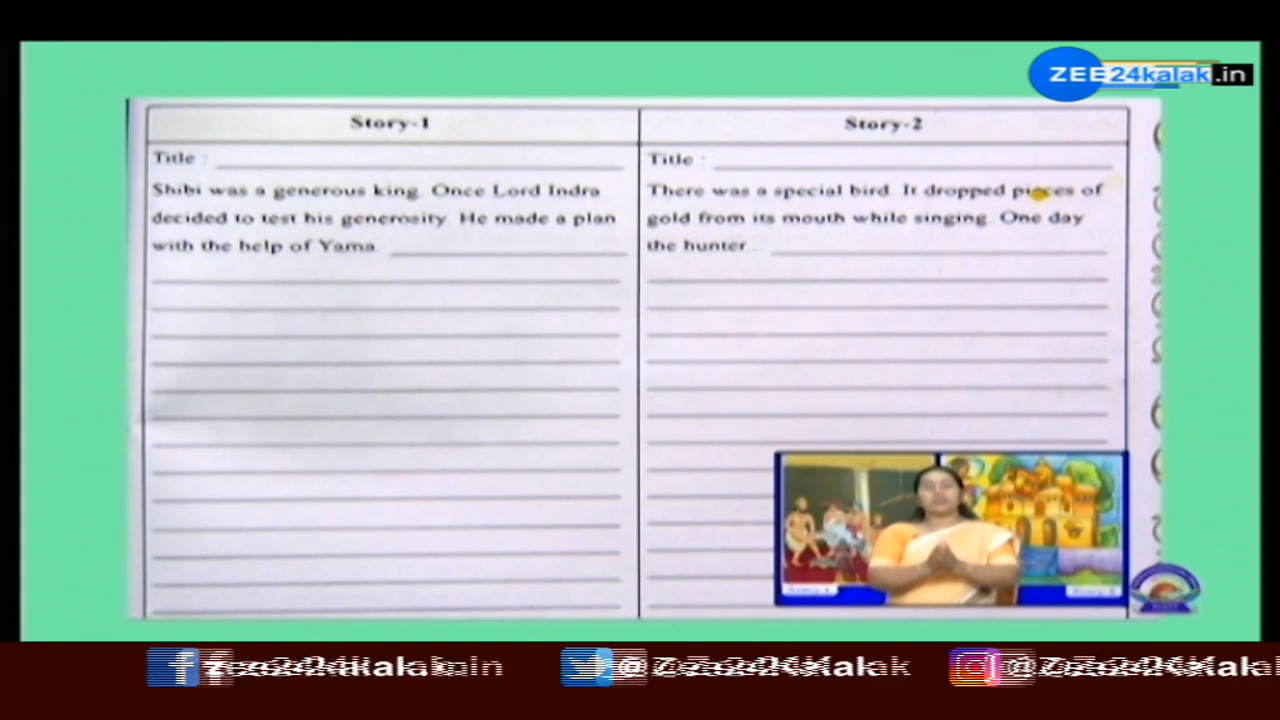 ZEE24kalak.in
Story-1
Title :
Shibi was a generous king. Once Lord Indra
decided to test his generosity. He made a plan
with the help of Yama.
Story-2
Title :
There was a special bird. It dropped pieces of
gold from its mouth while singing. One day
the hunter...